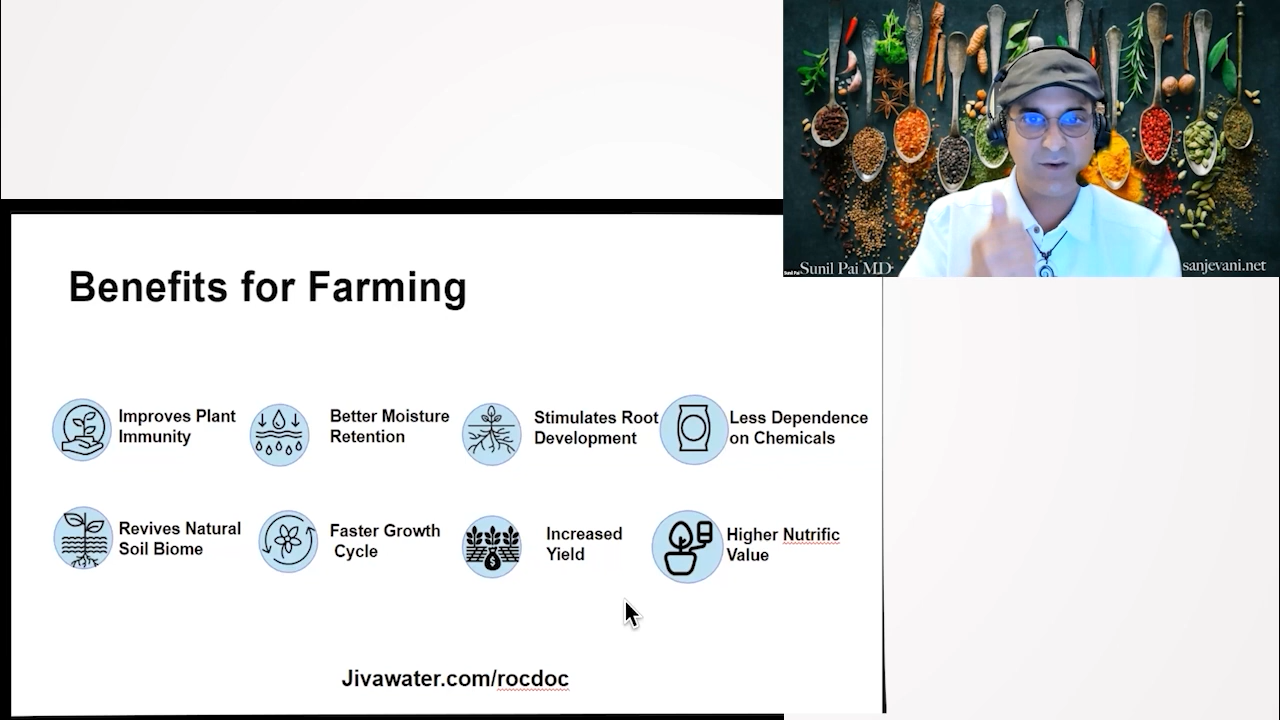 Sunil Pai MD
sanjevani.net
Benefits for Farming
Improves Plant
Immunity
Better Moisture
Retention
Stimulates Root
Development
Less Dependence
on Chemicals
Revives Natural
Soil Biome
Faster Growth
Cycle
Increased
Yield
$
Higher Nutrific
Value
Jivawater.com/rocdoc